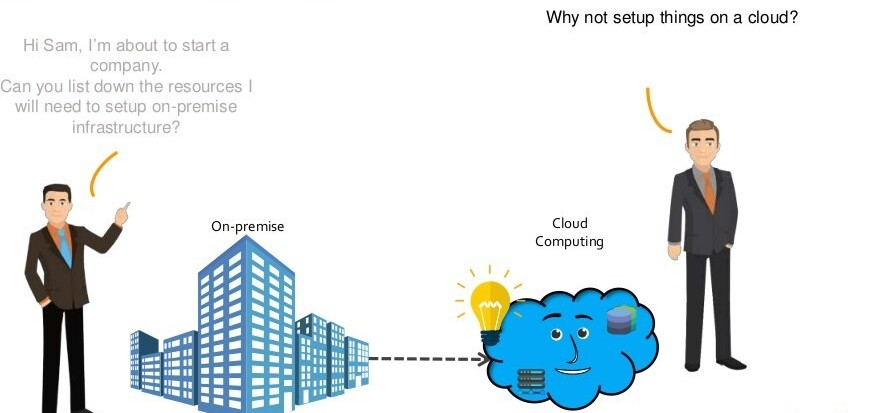 Why not setup things on a cloud?
Hi Sam, I'm about to start a
company.
Can you list down the resources I
will need to setup on-premise
infrastructure?
On-premise
Cloud
Computing